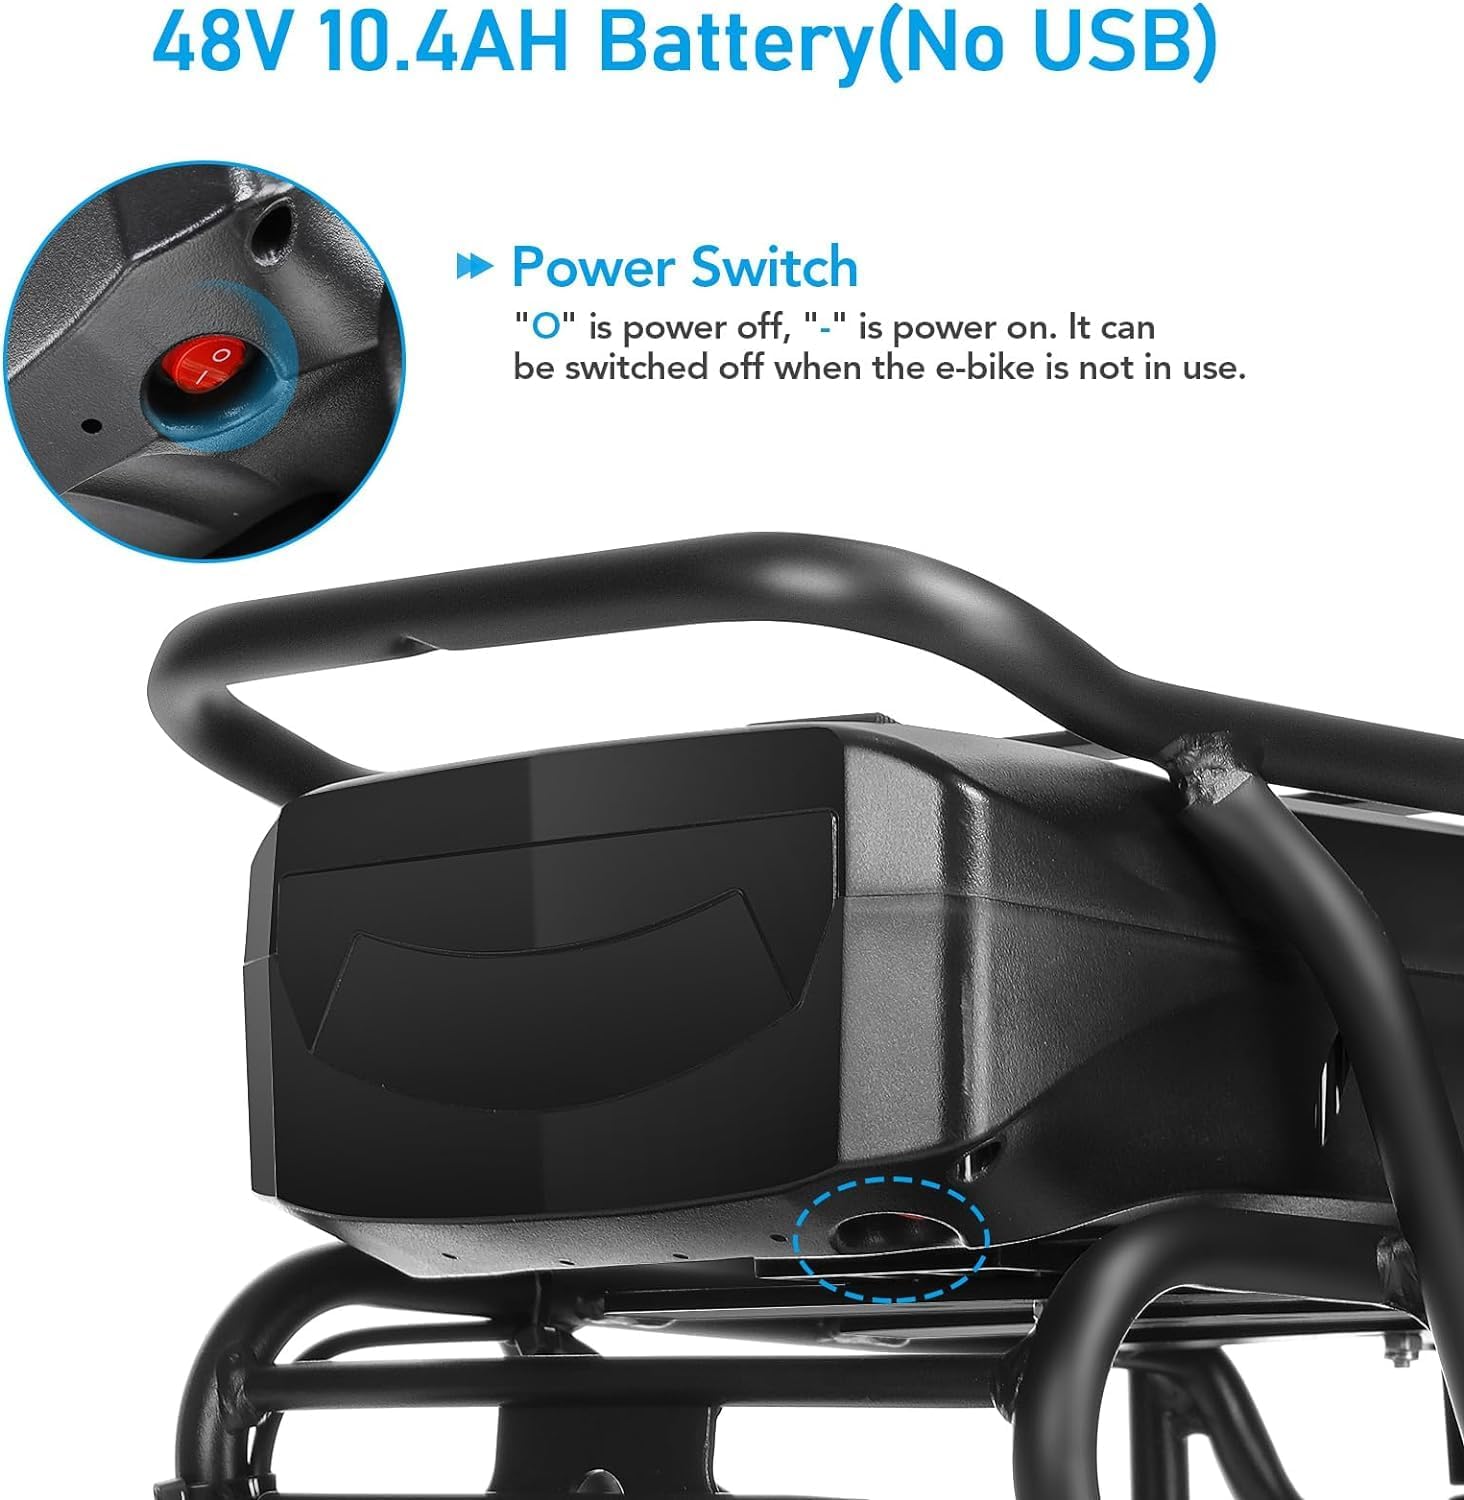 48V 10.4AH Battery(No USB)
Power Switch
"O" is power off, "-" is power on. It can
be switched off when the e-bike is not in use.
O